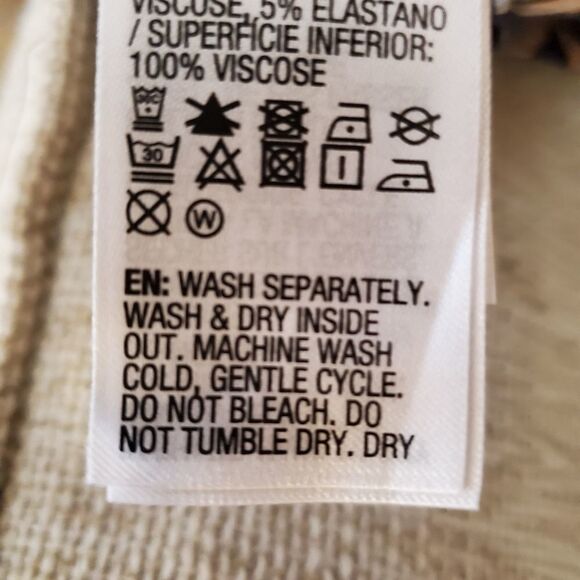 VISCOSE, 5% ELASTANO
/ SUPERFÍCIE INFERIOR:
100% VISCOSE
30
W
EN: WASH SEPARATELY.
WASH & DRY INSIDE
OUT. MACHINE WASH
COLD, GENTLE CYCLE.
DO NOT BLEACH. DO
NOT TUMBLE DRY. DRY